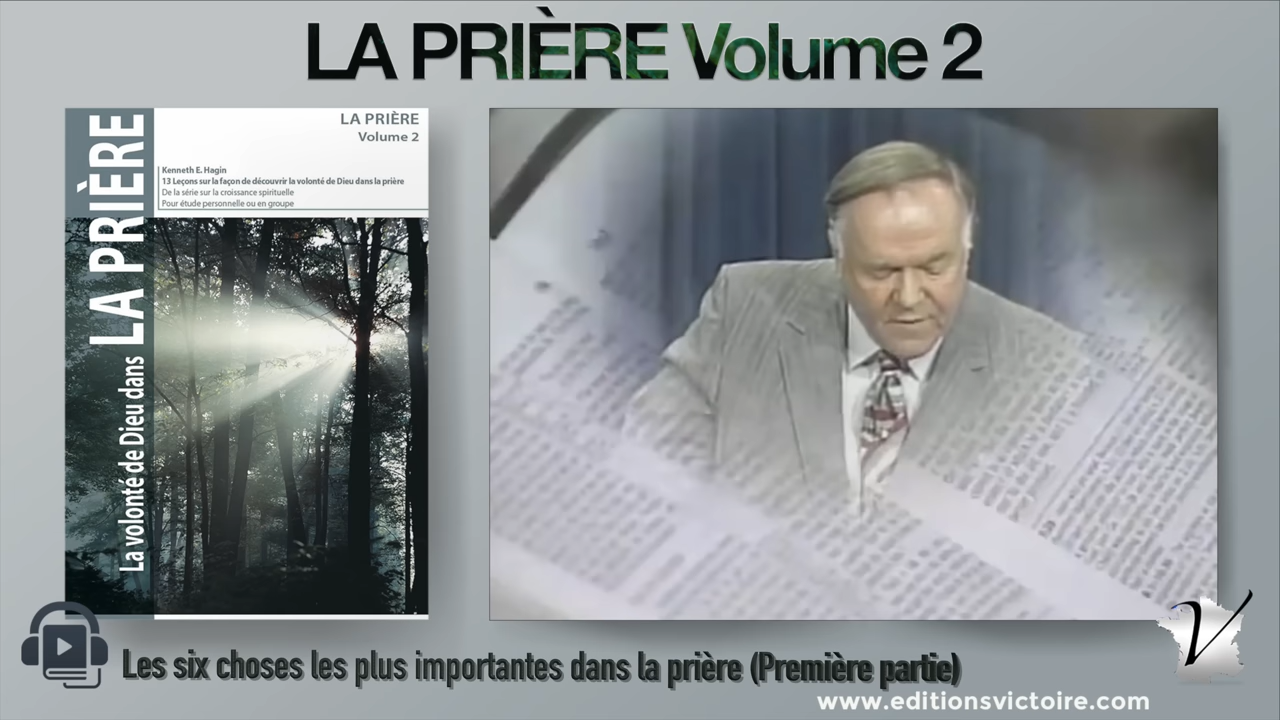 LA PRIÈRE Volume 2
LA PRIÈRE
Volume 2
Kenneth E. Hagin
13 Leçons sur la façon de découvrir la volonté de Dieu dans la prière
De la série sur la croissance spirituelle
Pour étude personnelle ou en groupe
La volonté de Dieu dans LA PRIÈRE
Les six choses les plus importantes dans la prière (Première partie)
V
www.editionsvictoire.com